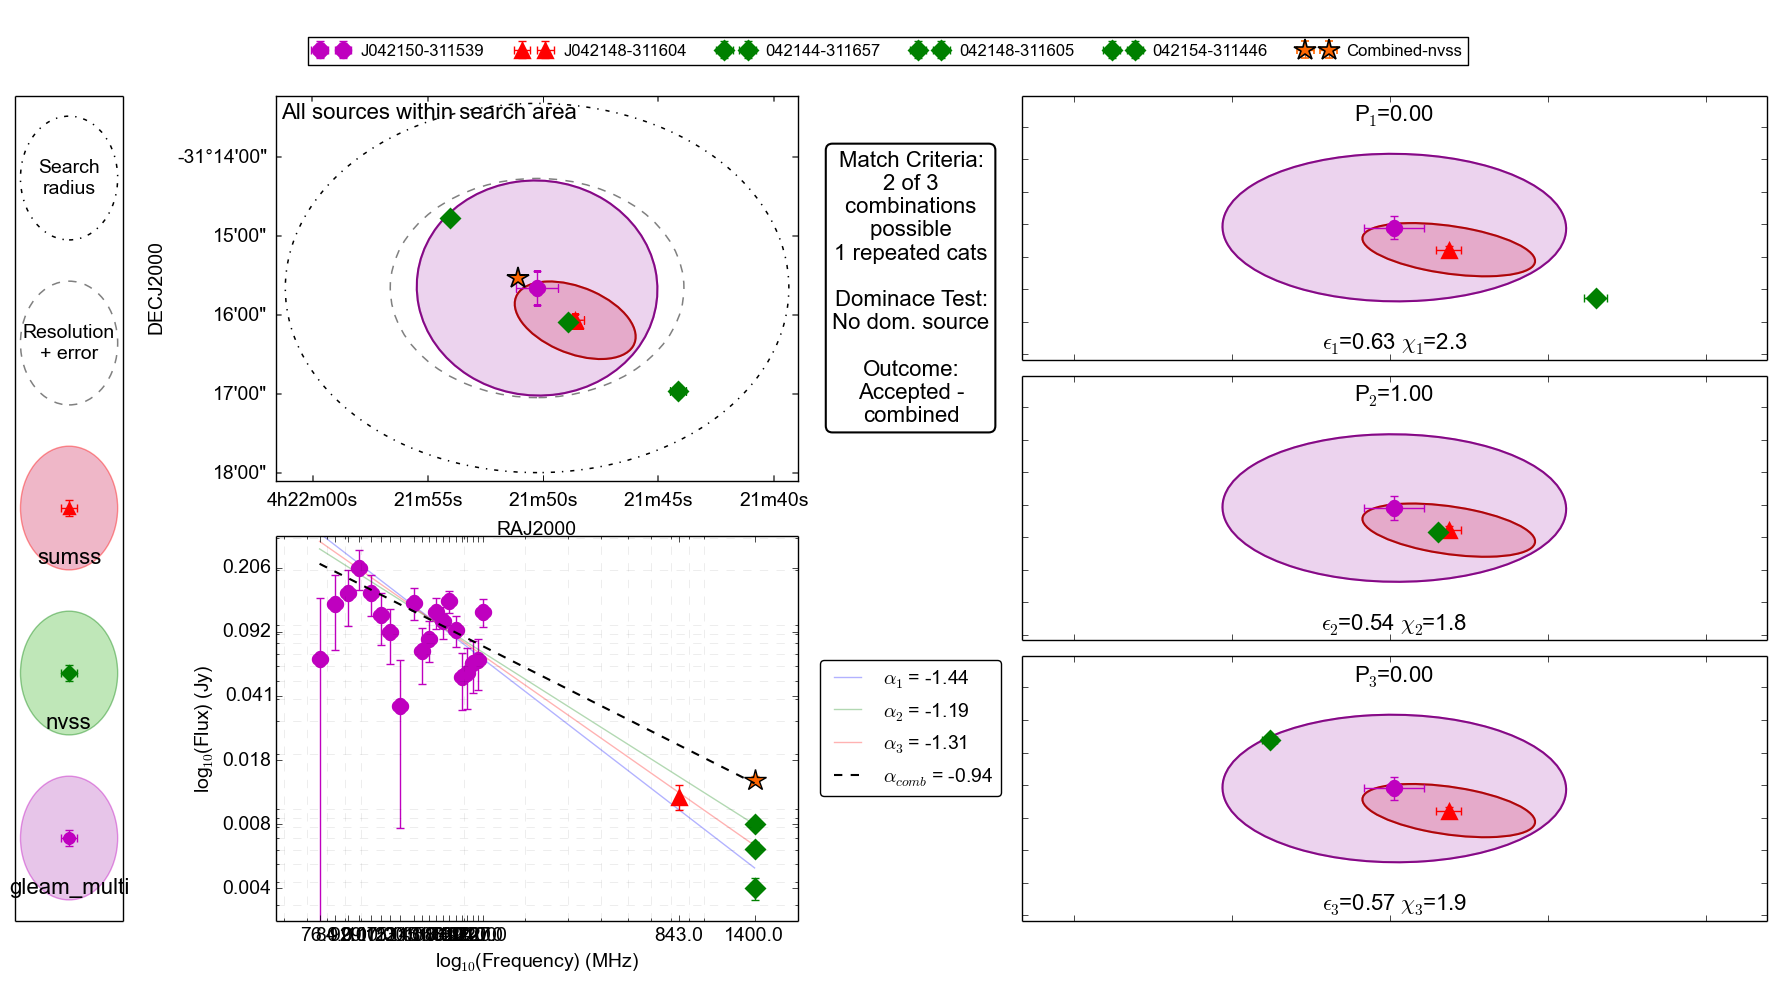 J042150-311539 J042148-311604 042144-311657 042148-311605 042154-311446 Combined-nvss
Search
radius
Resolution
+ error
sumss
nvss
gleam_multi
All sources within search area
DECJ2000
-31°14'00"
15'00"
16'00"
17'00"
18'00"
4h22m00s 21m55s 21m50s 21m45s 21m40s
RAJ2000
Match Criteria:
2 of 3
combinations
possible
1 repeated cats
Dominace Test:
No dom. source
Outcome:
Accepted -
combined
log₁₀(Flux) (Jy)
0.206
0.092
0.041
0.018
0.008
0.004
843.0 1400.0
log₁₀(Frequency) (MHz)
α₁ = -1.44
α₂ = -1.19
α₃ = -1.31
α_comb = -0.94
P₁=0.00
ϵ₁=0.63 χ₁=2.3
P₂=1.00
ϵ₂=0.54 χ₂=1.8
P₃=0.00
ϵ₃=0.57 χ₃=1.9